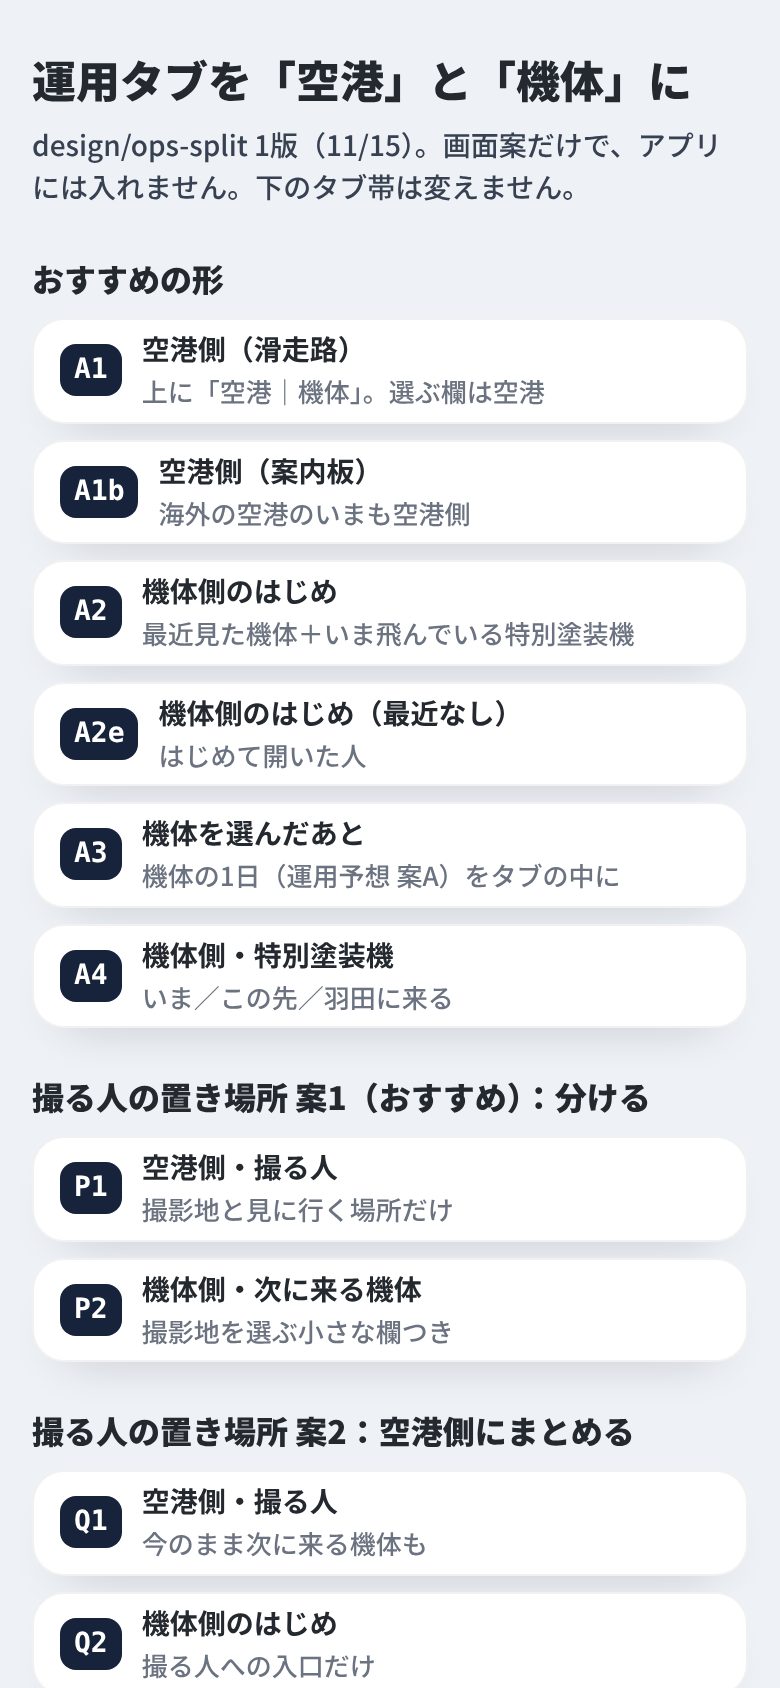 運用タブを「空港」と「機体」に
design/ops-split 1版（11/15）。画面案だけで、アプリ
には入れません。下のタブ帯は変えません。
おすすめの形
A1
空港側（滑走路）
上に「空港｜機体」。選ぶ欄は空港
A1b
空港側（案内板）
海外の空港のいまも空港側
A2
機体側のはじめ
最近見た機体＋いま飛んでいる特別塗装機
A2e
機体側のはじめ（最近なし）
はじめて開いた人
A3
機体を選んだあと
機体の1日（運用予想 案A）をタブの中に
A4
機体側・特別塗装機
いま／この先／羽田に来る
撮る人の置き場所 案1（おすすめ）：分ける
P1
空港側・撮る人
撮影地と見に行く場所だけ
P2
機体側・次に来る機体
撮影地を選ぶ小さな欄つき
撮る人の置き場所 案2：空港側にまとめる
Q1
空港側・撮る人
今のまま次に来る機体も
Q2
機体側のはじめ
撮る人への入口だけ